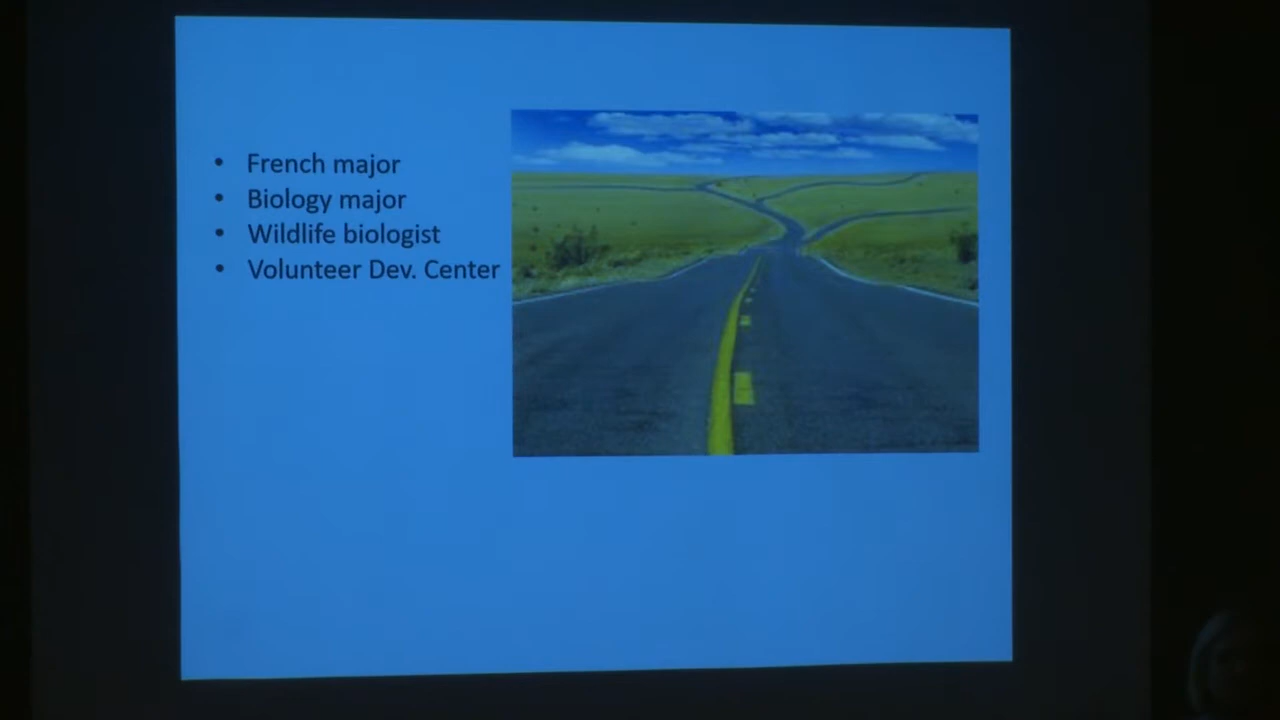 • French major
• Biology major
• Wildlife biologist
• Volunteer Dev. Center